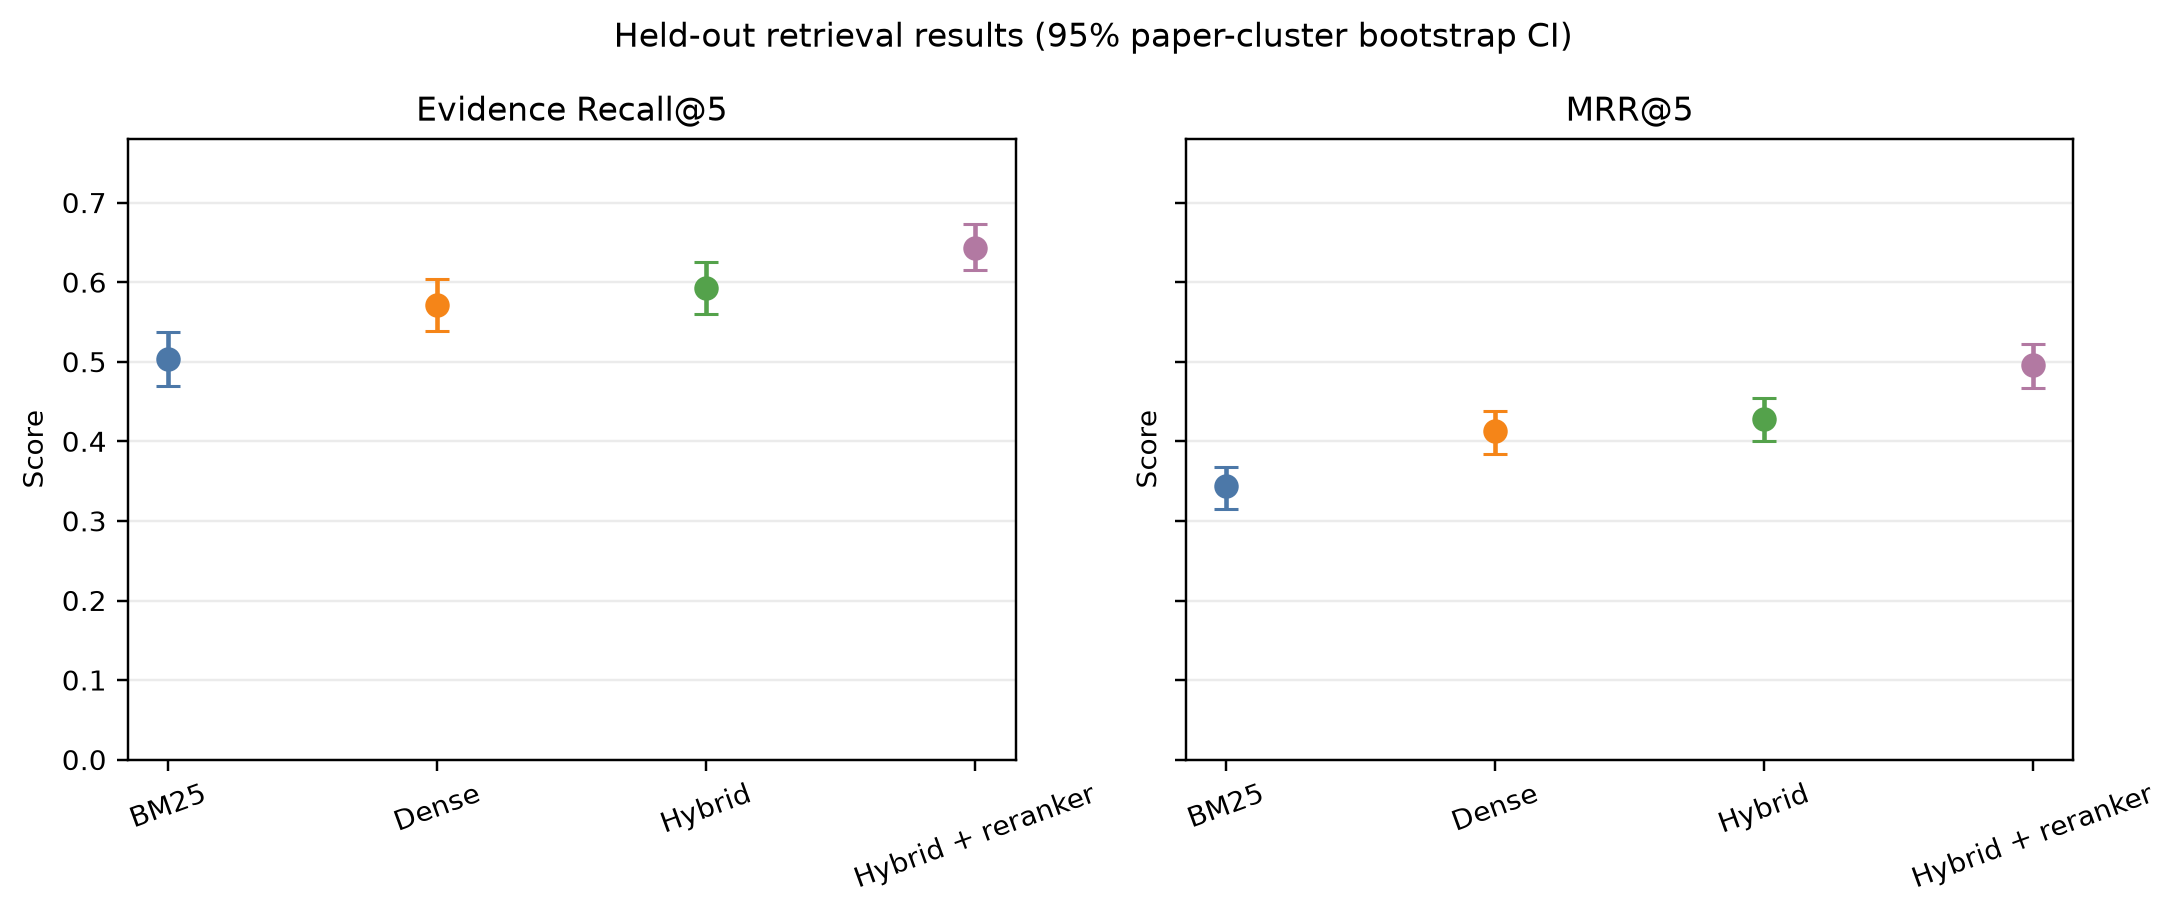 Held-out retrieval results (95% paper-cluster bootstrap CI)
Evidence Recall@5
Score
0.7
0.6
0.5
0.4
0.3
0.2
0.1
0.0
BM25
Dense
Hybrid
Hybrid + reranker
MRR@5
Score
BM25
Dense
Hybrid
Hybrid + reranker